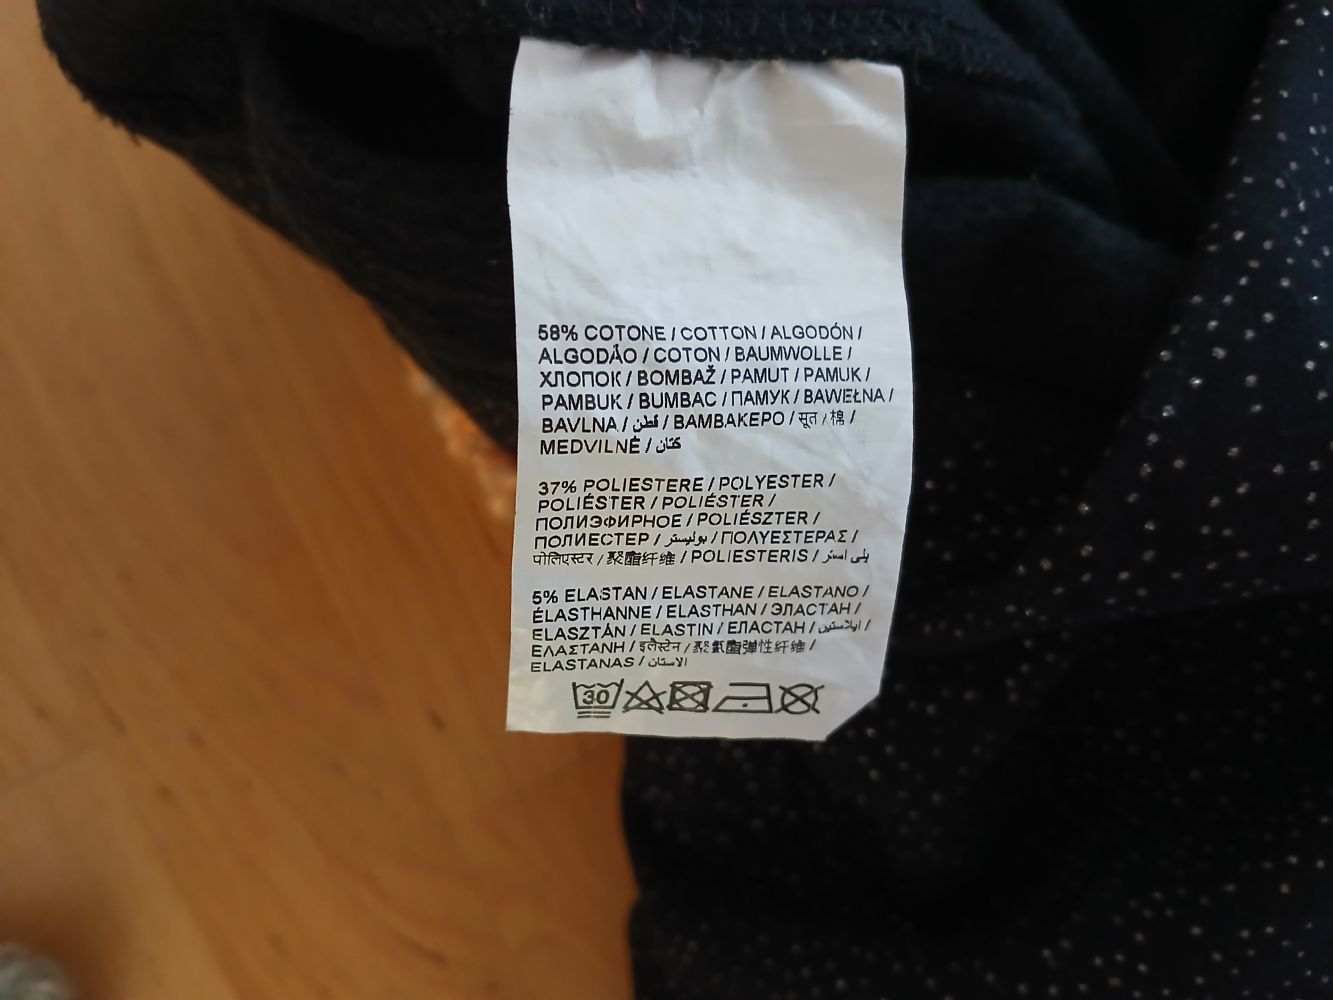 58% COTONE / COTTON / ALGODÓN /
ALGODÃO / COTON / BAUMWOLLE /
ХЛОПОК / BOMBAŽ / PAMUT / PAMUK /
PAMBUK / BUMBAC / ПАМУК / BAWEŁNA /
BAVLNA / قطن / ΒΑΜΒΑΚΕΡΟ / सूत / 棉 /
MEDVILNĖ / کتان
37% POLIESTERE / POLYESTER /
POLIÉSTER / POLIÉSTER /
ПОЛИЭФИРНОЕ / POLIÉSZTER /
ПОЛИЕСТЕР / بوليستر / ΠΟΛΥΕΣΤΕΡΑΣ /
पोलिएस्टर / 聚酯纤维 / POLIESTERIS / پلی استر
5% ELASTAN / ELASTANE / ELASTANO /
ÉLASTHANNE / ELASTHAN / ЭЛАСТАН /
ELASZTÁN / ELASTIN / ЕЛАСТАН / ايلاستين /
ΕΛΑΣΤΑΝΗ / इलैस्टेन / 聚氨酯弹性纤维 /
ELASTANAS / الاستان
30